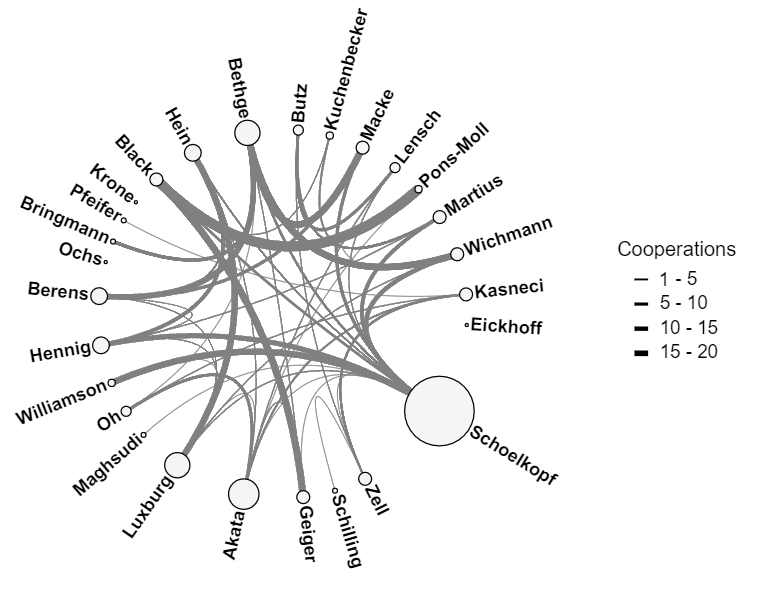 Kuchenbecker
Bethge
Butz
Macke
Hein
Lensch
Black
Pons-Moll
Krone
Pfeifer
Martius
Bringmann
Wichmann
Ochs
Cooperations
Berens
Kasneci
1 - 5
5 - 10
Eickhoff
10 - 15
Hennig
15 - 20
Williamson
Oh
Schoelkopf
Maghsudi
Luxburg
Zell
Akata
Geiger
Schilling